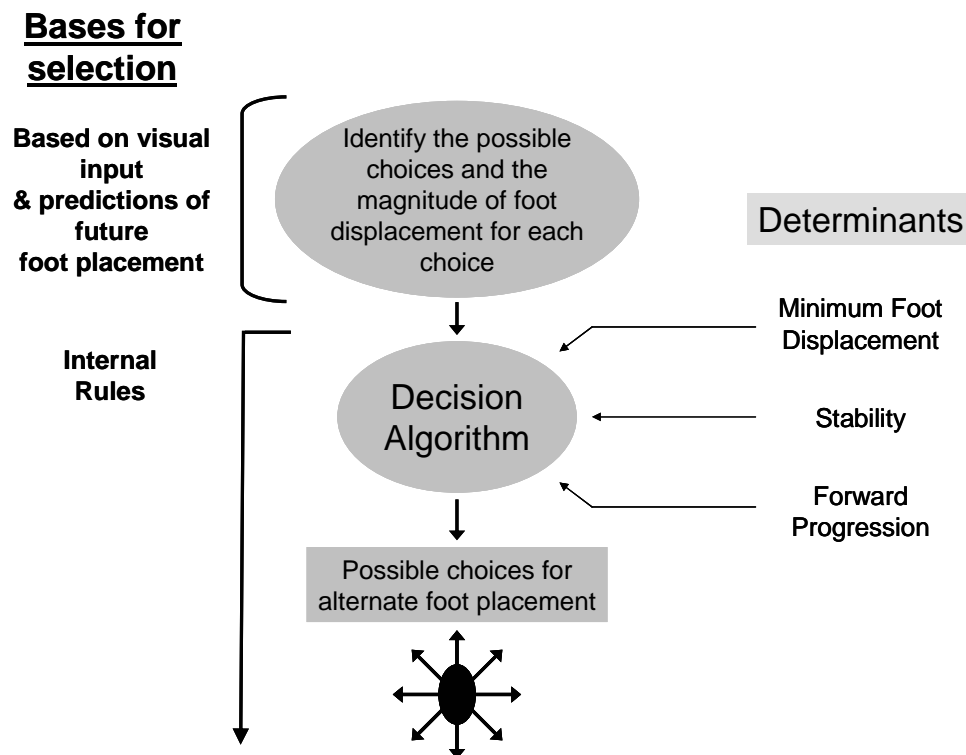 Bases for
selection
Based on visual
input
& predictions of
future
foot placement
Identify the possible
choices and the
magnitude of foot
displacement for each
choice
Determinants
Minimum Foot
Displacement
Internal
Rules
Decision
Algorithm
Stability
Forward
Progression
Possible choices for
alternate foot placement